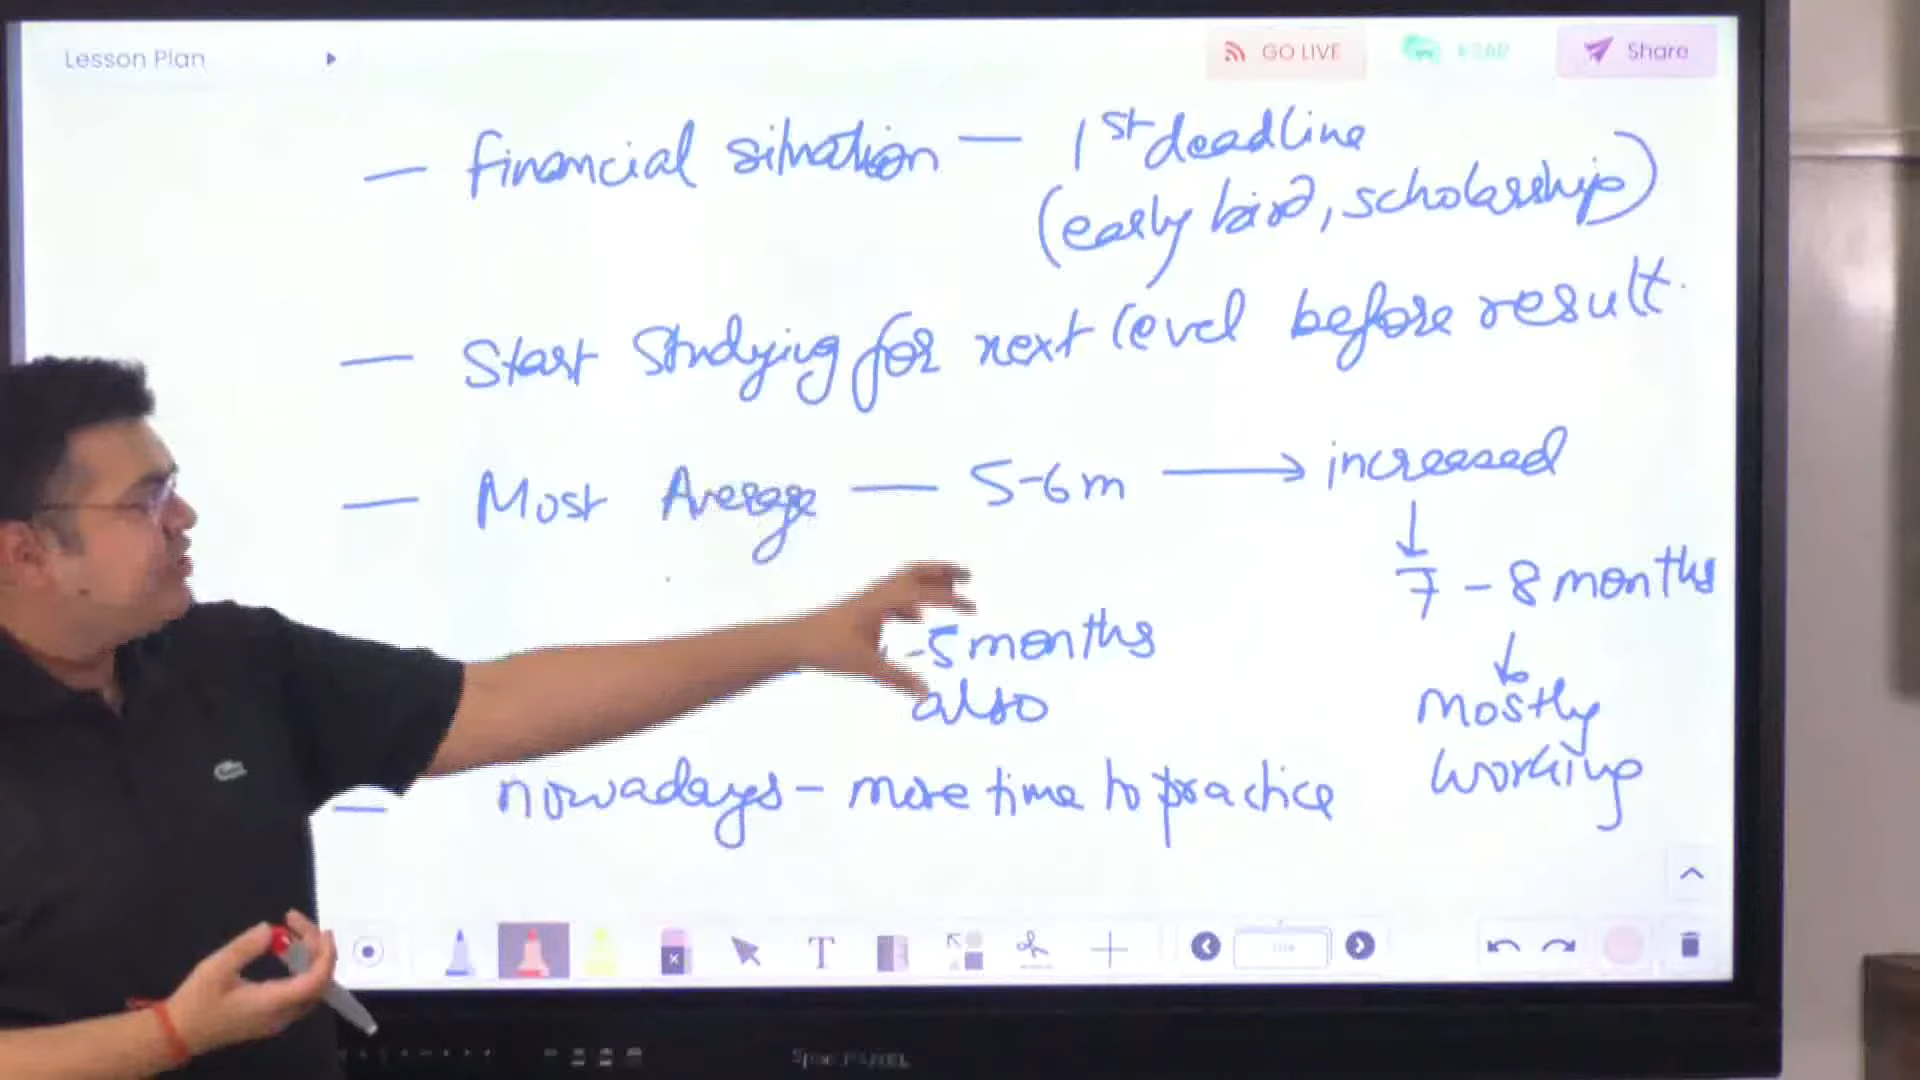 Lesson Plan
GO LIVE
Share
— financial situation — 1st deadline
(early bird, scholarship)
— Start Studying for next level before result.
— Most Average — 5-6m → increased
↓
7 - 8 months
-5 months
also
↓
mostly
working
— nowadays - more time to practice
T